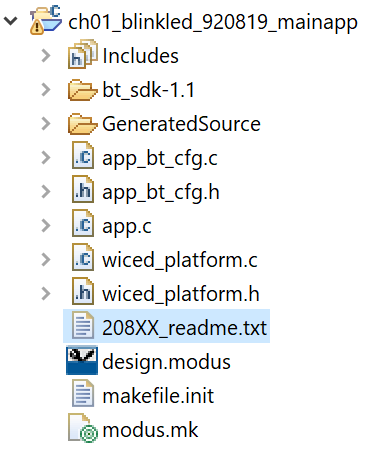 ch01_blinkled_920819_mainapp
Includes
bt_sdk-1.1
GeneratedSource
app_bt_cfg.c
app_bt_cfg.h
app.c
wiced_platform.c
wiced_platform.h
208XX_readme.txt
design.modus
makefile.init
modus.mk